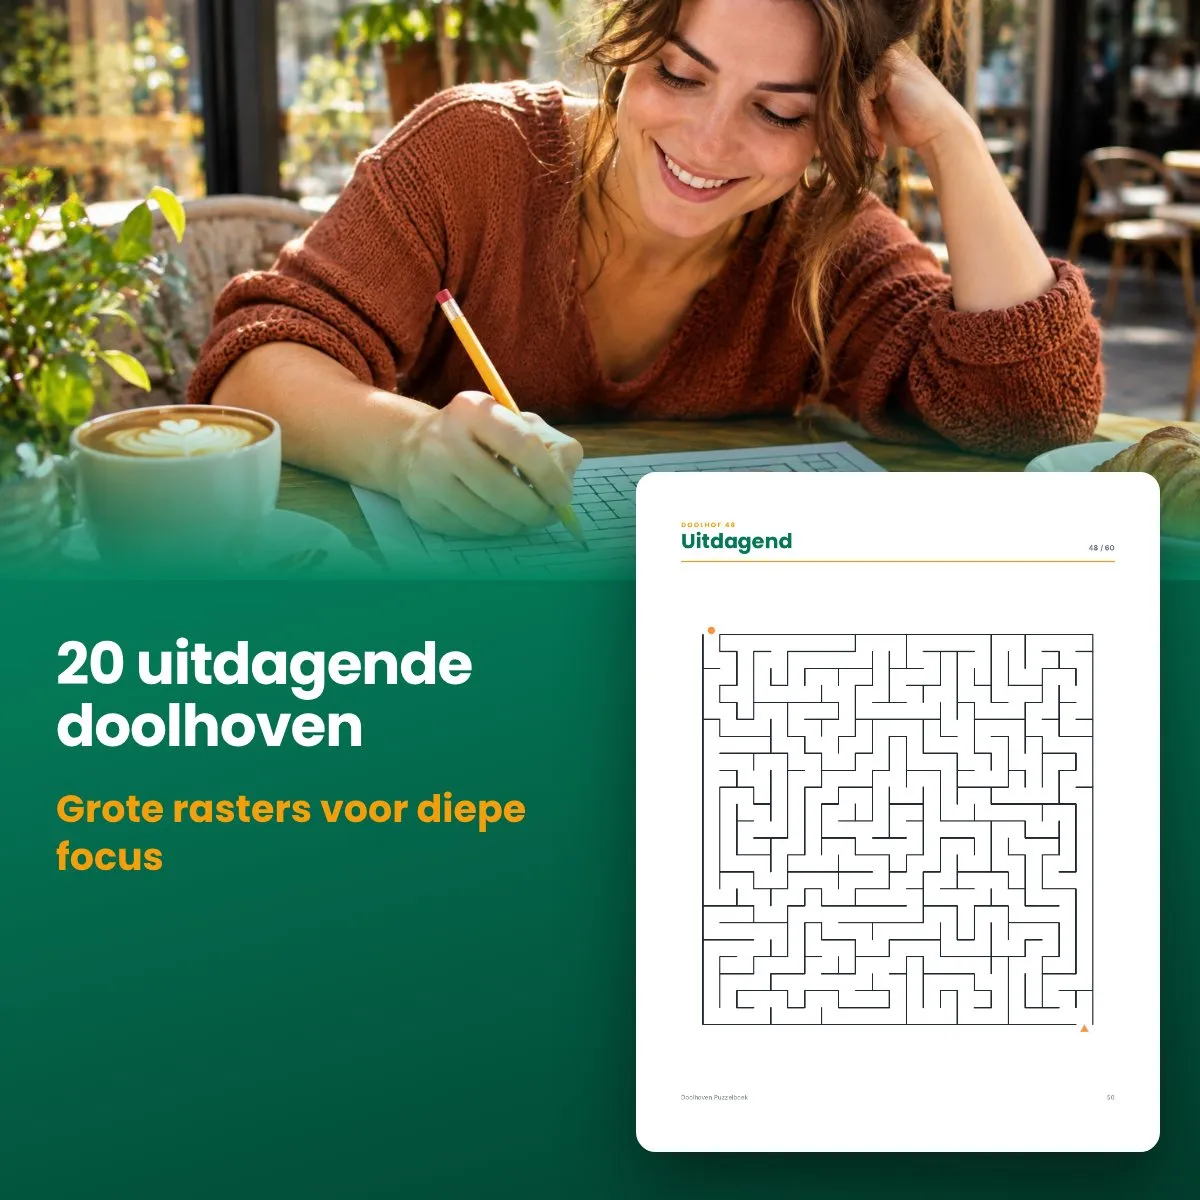 DOOLHOF 48
Uitdagend
48 / 60
20 uitdagende
doolhoven
Grote rasters voor diepe
focus
Doolhoven Puzzelboek
50